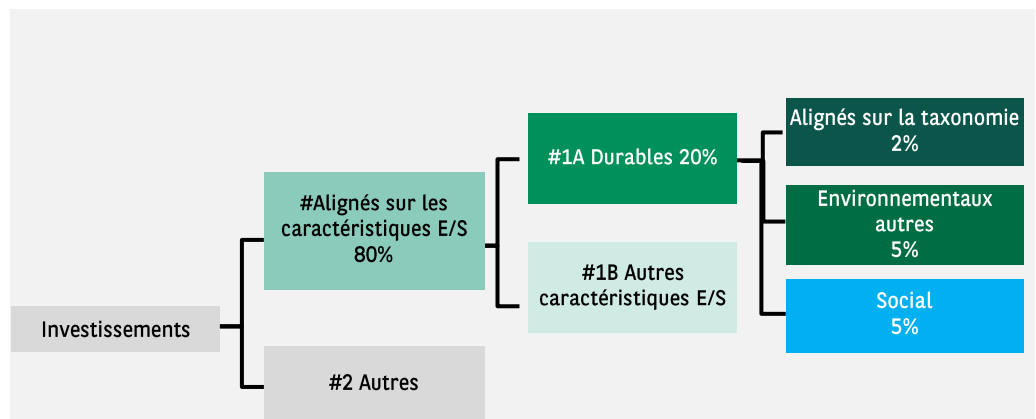 Investissements
#Alignés sur les
caractéristiques E/S
80%
#2 Autres
#1A Durables 20%
#1B Autres
caractéristiques E/S
Alignés sur la taxonomie
2%
Environnementaux
autres
5%
Social
5%